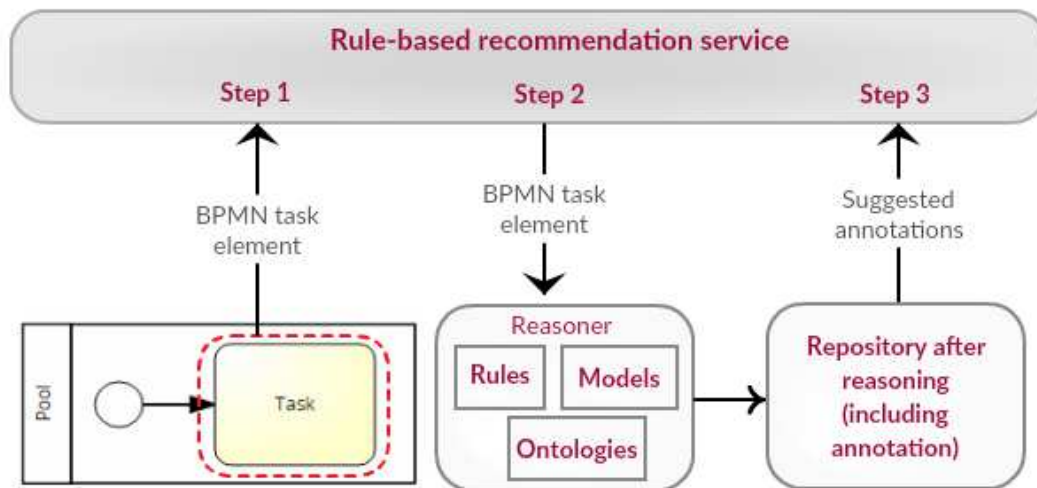 Rule-based recommendation service
Step 1
Step 2
Step 3
BPMN task
element
BPMN task
element
Suggested
annotations
Pool
Task
Reasoner
Rules
Models
Ontologies
Repository after
reasoning
(including
annotation)